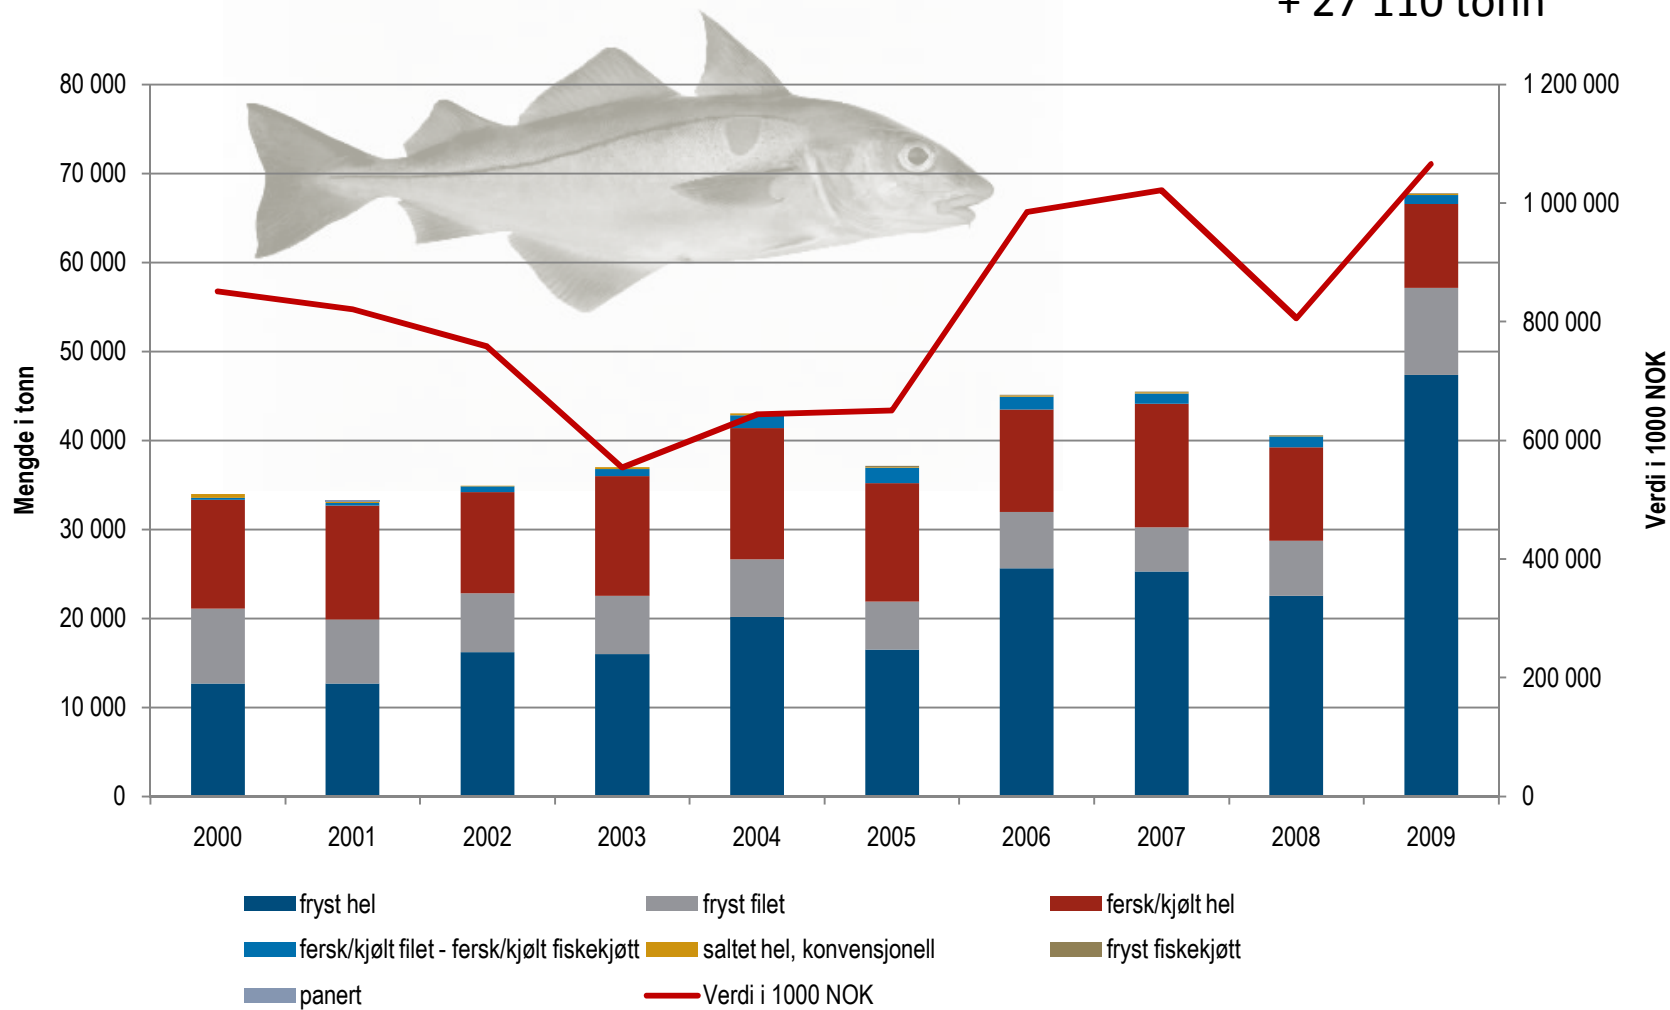 + 27 110 tonn
80 000
70 000
60 000
50 000
40 000
30 000
20 000
10 000
0
Mengde i tonn
1 200 000
1 000 000
800 000
600 000
400 000
200 000
0
Verdi i 1000 NOK
2000 2001 2002 2003 2004 2005 2006 2007 2008 2009
fryst hel fryst filet fersk/kjølt hel
fersk/kjølt filet - fersk/kjølt fiskekjøtt saltet hel, konvensjonell fryst fiskekjøtt
panert Verdi i 1000 NOK